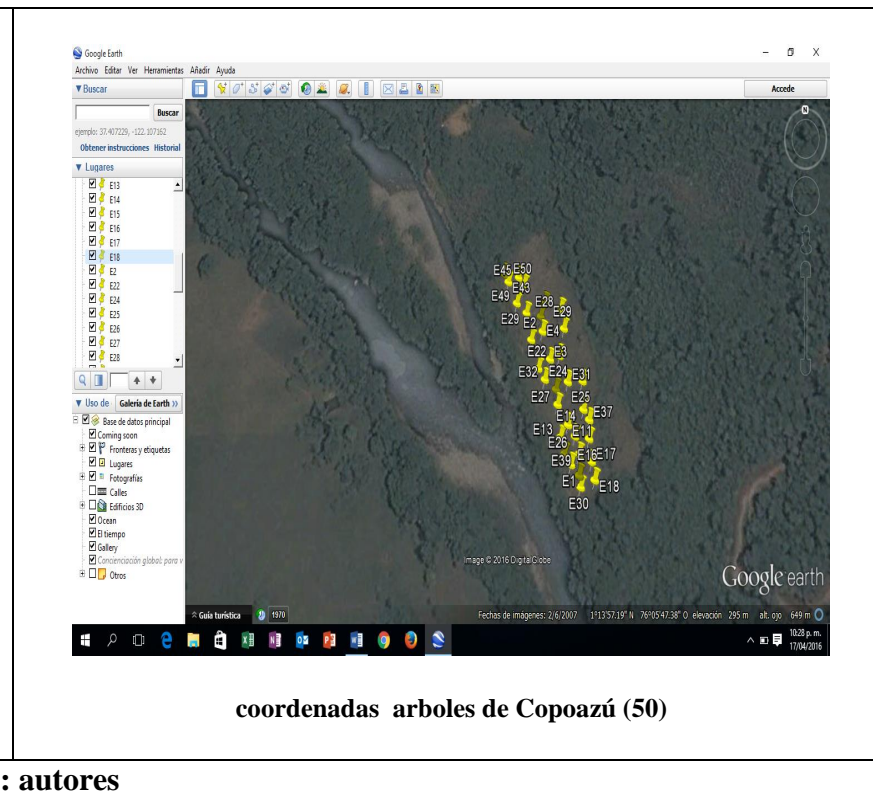 Google Earth
Archivo Editar Ver Herramientas Añadir Ayuda
▼ Buscar
Buscar
ejemplo: 37.407229, -122.107162
Obtener instrucciones Historial
▼ Lugares
E13
E14
E15
E16
E17
E18
E2
E22
E24
E25
E26
E27
E28
▼ Uso de Galería de Earth »
Base de datos principal
Coming soon
Fronteras y etiquetas
Lugares
Fotografías
Calles
Edificios 3D
Ocean
El tiempo
Gallery
Concienciación global: para v
Otros
Accede
N
E45 E50
E43
E49
E28
E29
E29 E2
E4
E22 E3
E32 E24 E31
E27 E25
E14 E37
E13 E11
E26
E39 E16 E17
E1 E18
E30
Image © 2016 DigitalGlobe
Google earth
Guía turística 1970
Fechas de imágenes: 2/6/2007 1°13'57.19" N 76°05'47.38" O elevación 295 m alt. ojo 649 m
10:28 p. m.
17/04/2016
coordenadas arboles de Copoazú (50)
: autores